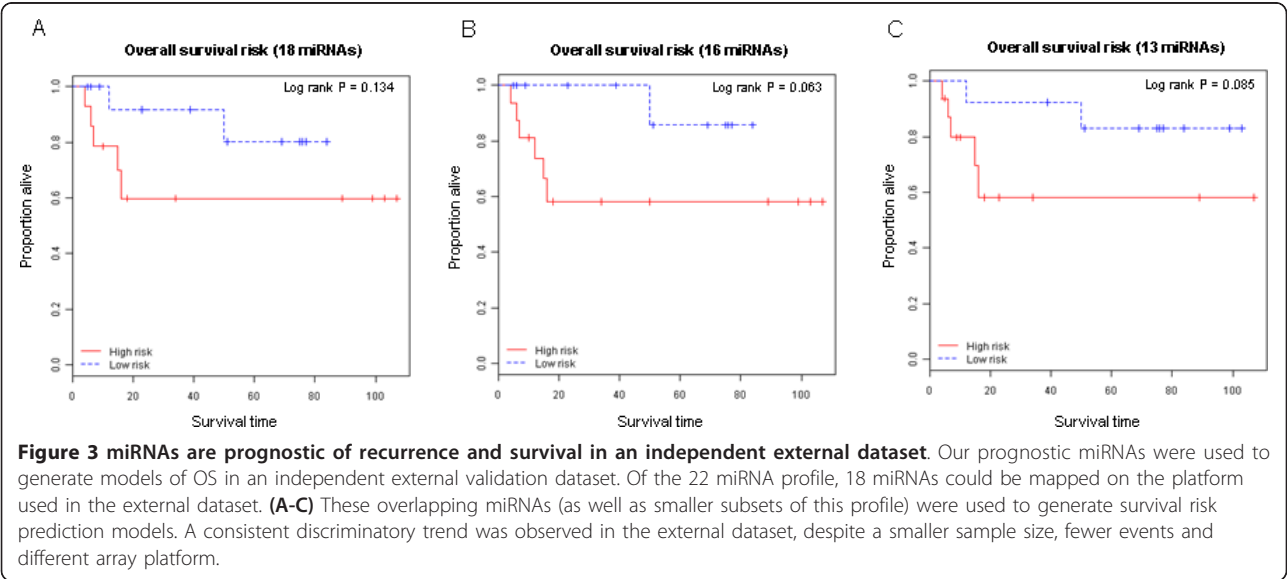 A
Overall survival risk (18 miRNAs)
Log rank P = 0.134
Proportion alive
1.0
0.8
0.6
0.4
0.2
0.0
High risk
Low risk
0 20 40 60 80 100
Survival time
B
Overall survival risk (16 miRNAs)
Log rank P = 0.063
Proportion alive
1.0
0.8
0.6
0.4
0.2
0.0
High risk
Low risk
0 20 40 60 80 100
Survival time
C
Overall survival risk (13 miRNAs)
Log rank P = 0.085
Proportion alive
1.0
0.8
0.6
0.4
0.2
0.0
High risk
Low risk
0 20 40 60 80 100
Survival time
Figure 3 miRNAs are prognostic of recurrence and survival in an independent external dataset. Our prognostic miRNAs were used to
generate models of OS in an independent external validation dataset. Of the 22 miRNA profile, 18 miRNAs could be mapped on the platform
used in the external dataset. (A-C) These overlapping miRNAs (as well as smaller subsets of this profile) were used to generate survival risk
prediction models. A consistent discriminatory trend was observed in the external dataset, despite a smaller sample size, fewer events and
different array platform.